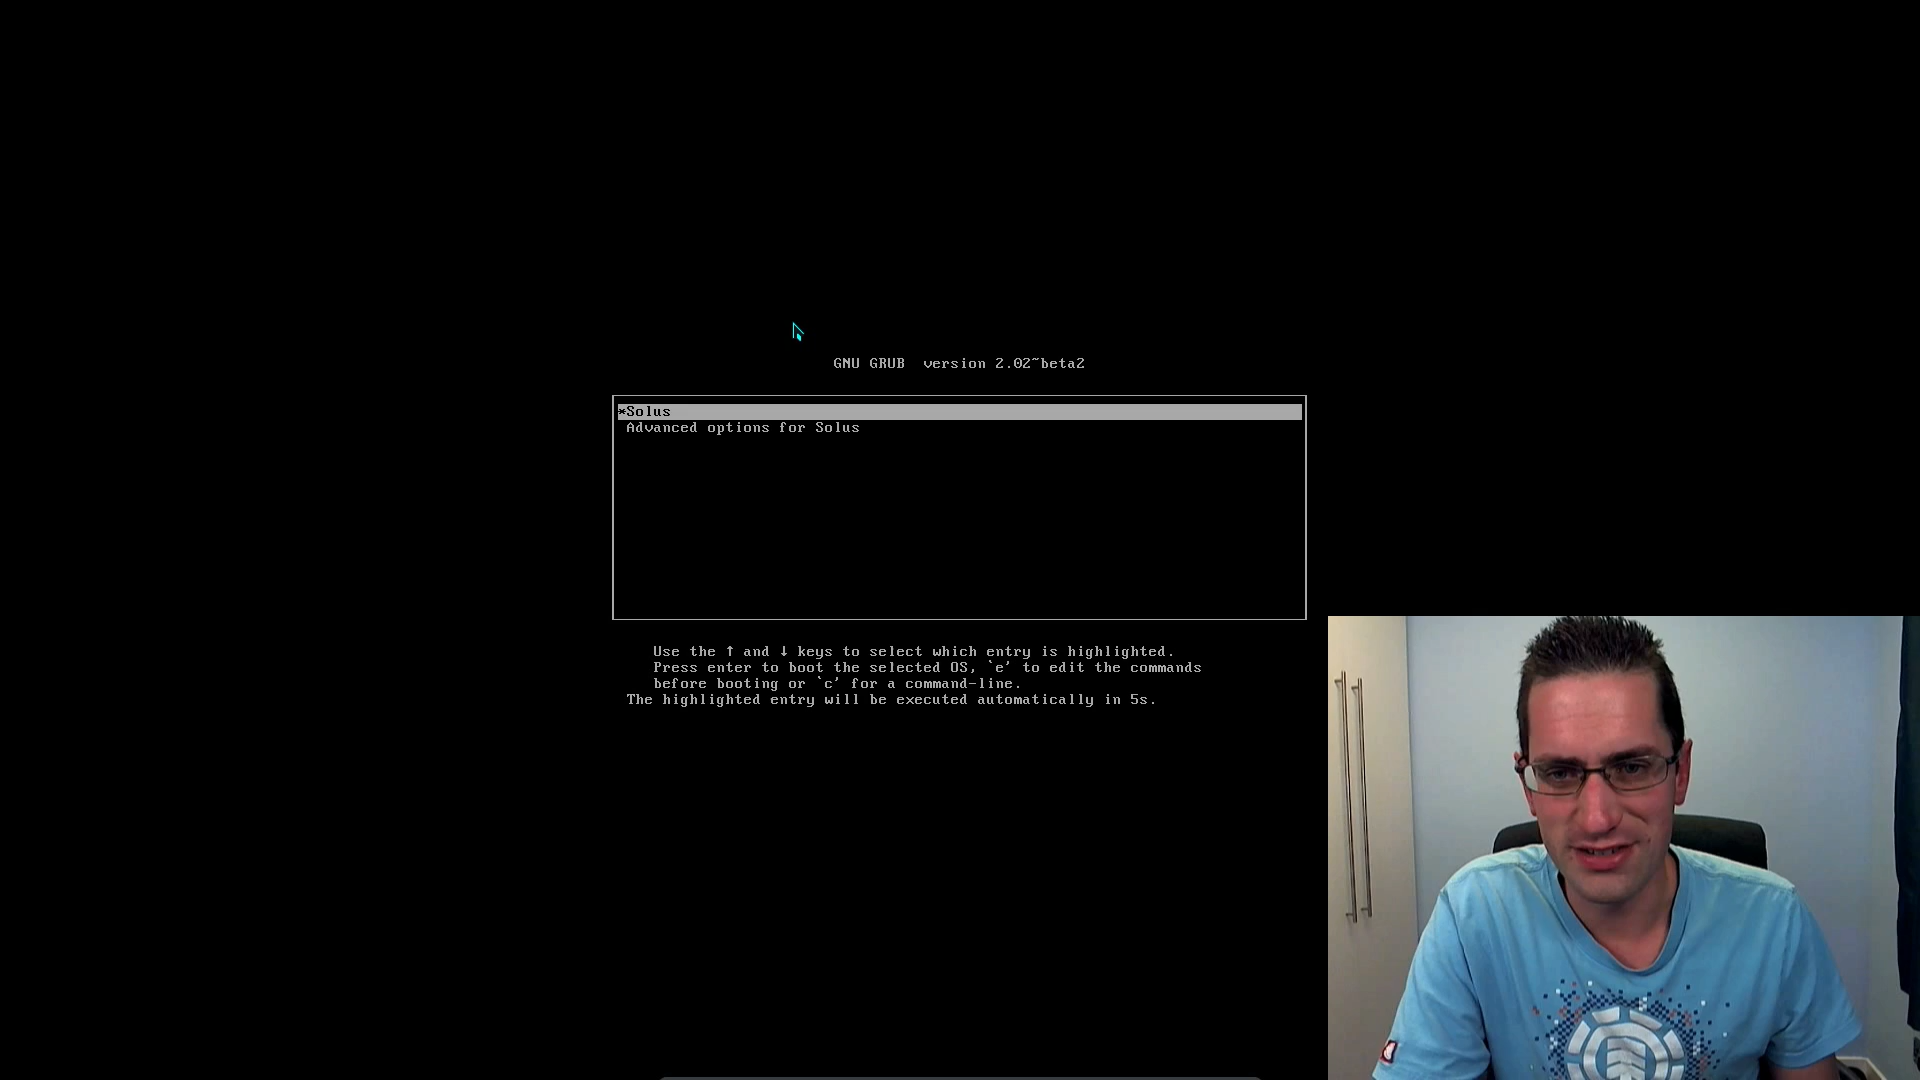 GNU GRUB  version 2.02~beta2
*Solus
Advanced options for Solus
Use the ↑ and ↓ keys to select which entry is highlighted.
Press enter to boot the selected OS, `e' to edit the commands
before booting or `c' for a command-line.
The highlighted entry will be executed automatically in 5s.